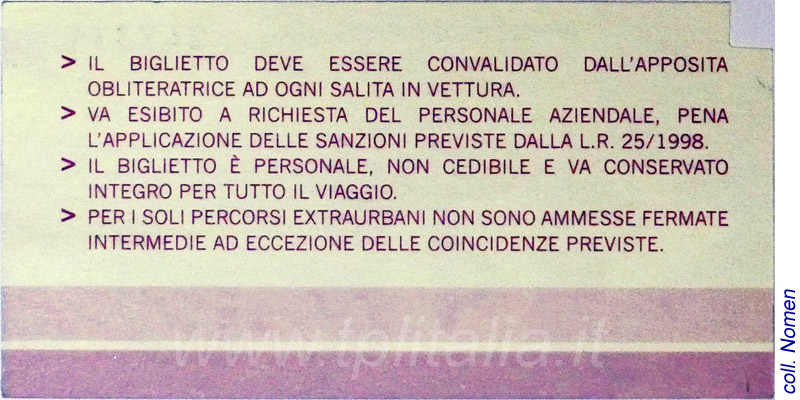 > IL BIGLIETTO DEVE ESSERE CONVALIDATO DALL'APPOSITA
OBLITERATRICE AD OGNI SALITA IN VETTURA.
> VA ESIBITO A RICHIESTA DEL PERSONALE AZIENDALE, PENA
L'APPLICAZIONE DELLE SANZIONI PREVISTE DALLA L.R. 25/1998.
> IL BIGLIETTO È PERSONALE, NON CEDIBILE E VA CONSERVATO
INTEGRO PER TUTTO IL VIAGGIO.
> PER I SOLI PERCORSI EXTRAURBANI NON SONO AMMESSE FERMATE
INTERMEDIE AD ECCEZIONE DELLE COINCIDENZE PREVISTE.
www.tplitalia.it
coll. Nomen